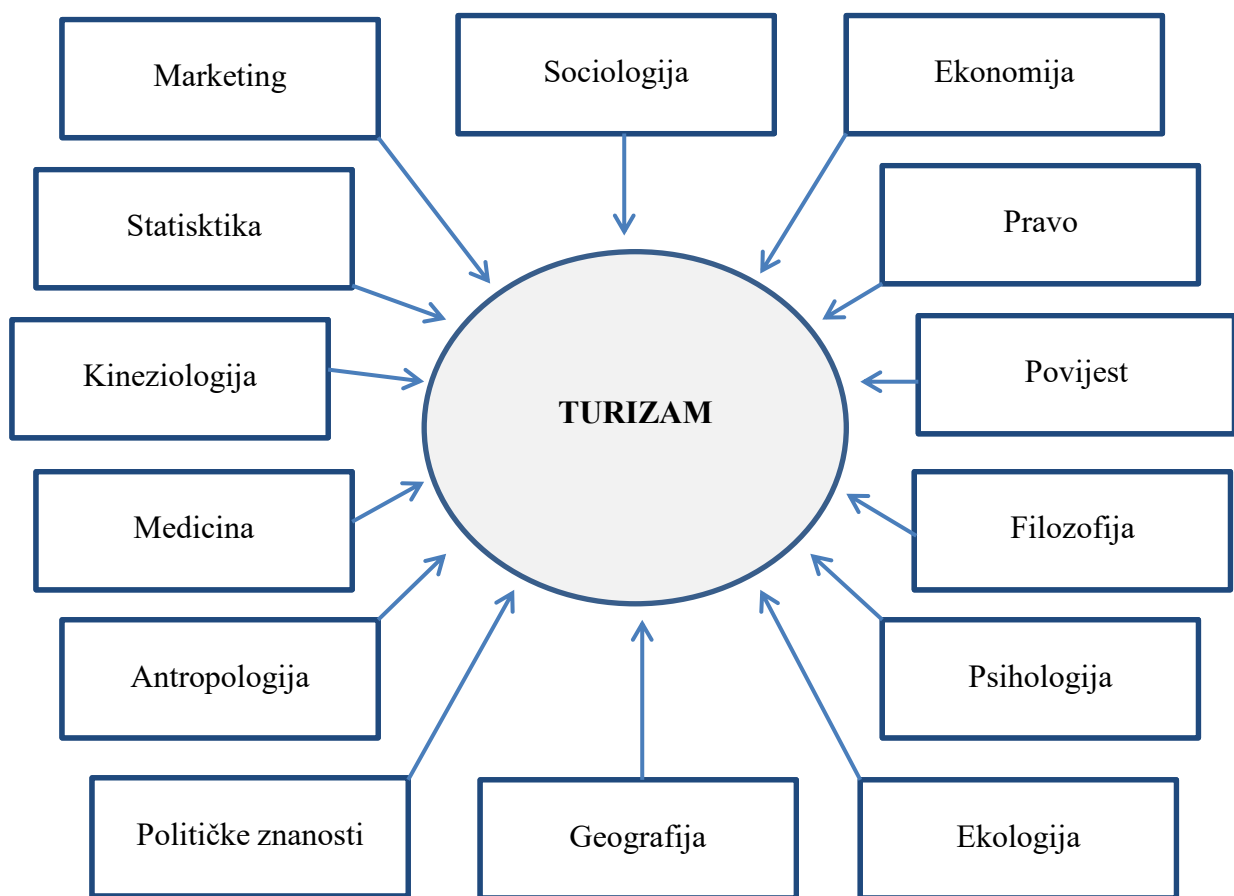 Marketing
Sociologija
Ekonomija
Statisktika
Pravo
Kineziologija
Povijest
TURIZAM
Medicina
Filozofija
Antropologija
Psihologija
Političke znanosti
Geografija
Ekologija